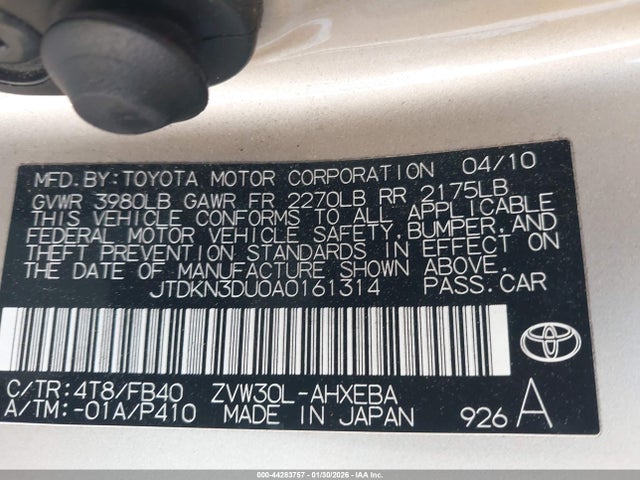 MFD.BY:TOYOTA MOTOR CORPORATION 04/10
GVWR 3980LB GAWR FR 2270LB RR 2175LB
THIS VEHICLE CONFORMS TO ALL APPLICABLE
FEDERAL MOTOR VEHICLE SAFETY,BUMPER,AND
THEFT PREVENTION STANDARDS IN EFFECT ON
THE DATE OF MANUFACTURE SHOWN ABOVE.
JTDKN3DU0A0161314 PASS.CAR
C/TR:4T8/FB40 ZVW30L-AHXEBA
A/TM:-01A/P410 MADE IN JAPAN 926 A
TOYOTA
000-44283757 - 01/30/2026 - IAAI.COM